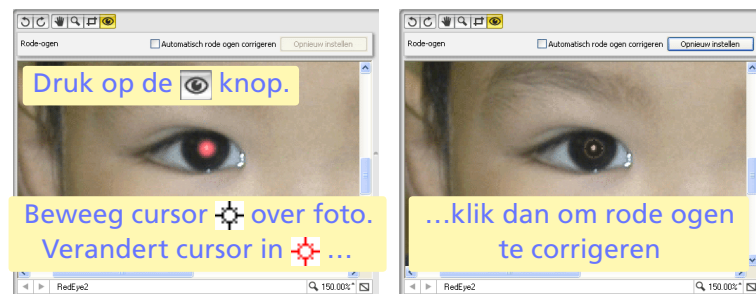 Rode-ogen
Automatisch rode ogen corrigeren
Opnieuw instellen
Druk op de knop.
Beweeg cursor over foto.
Verandert cursor in ...
RedEye2
150.00%*
Rode-ogen
Automatisch rode ogen corrigeren
Opnieuw instellen
...klik dan om rode ogen
te corrigeren
RedEye2
150.00%*